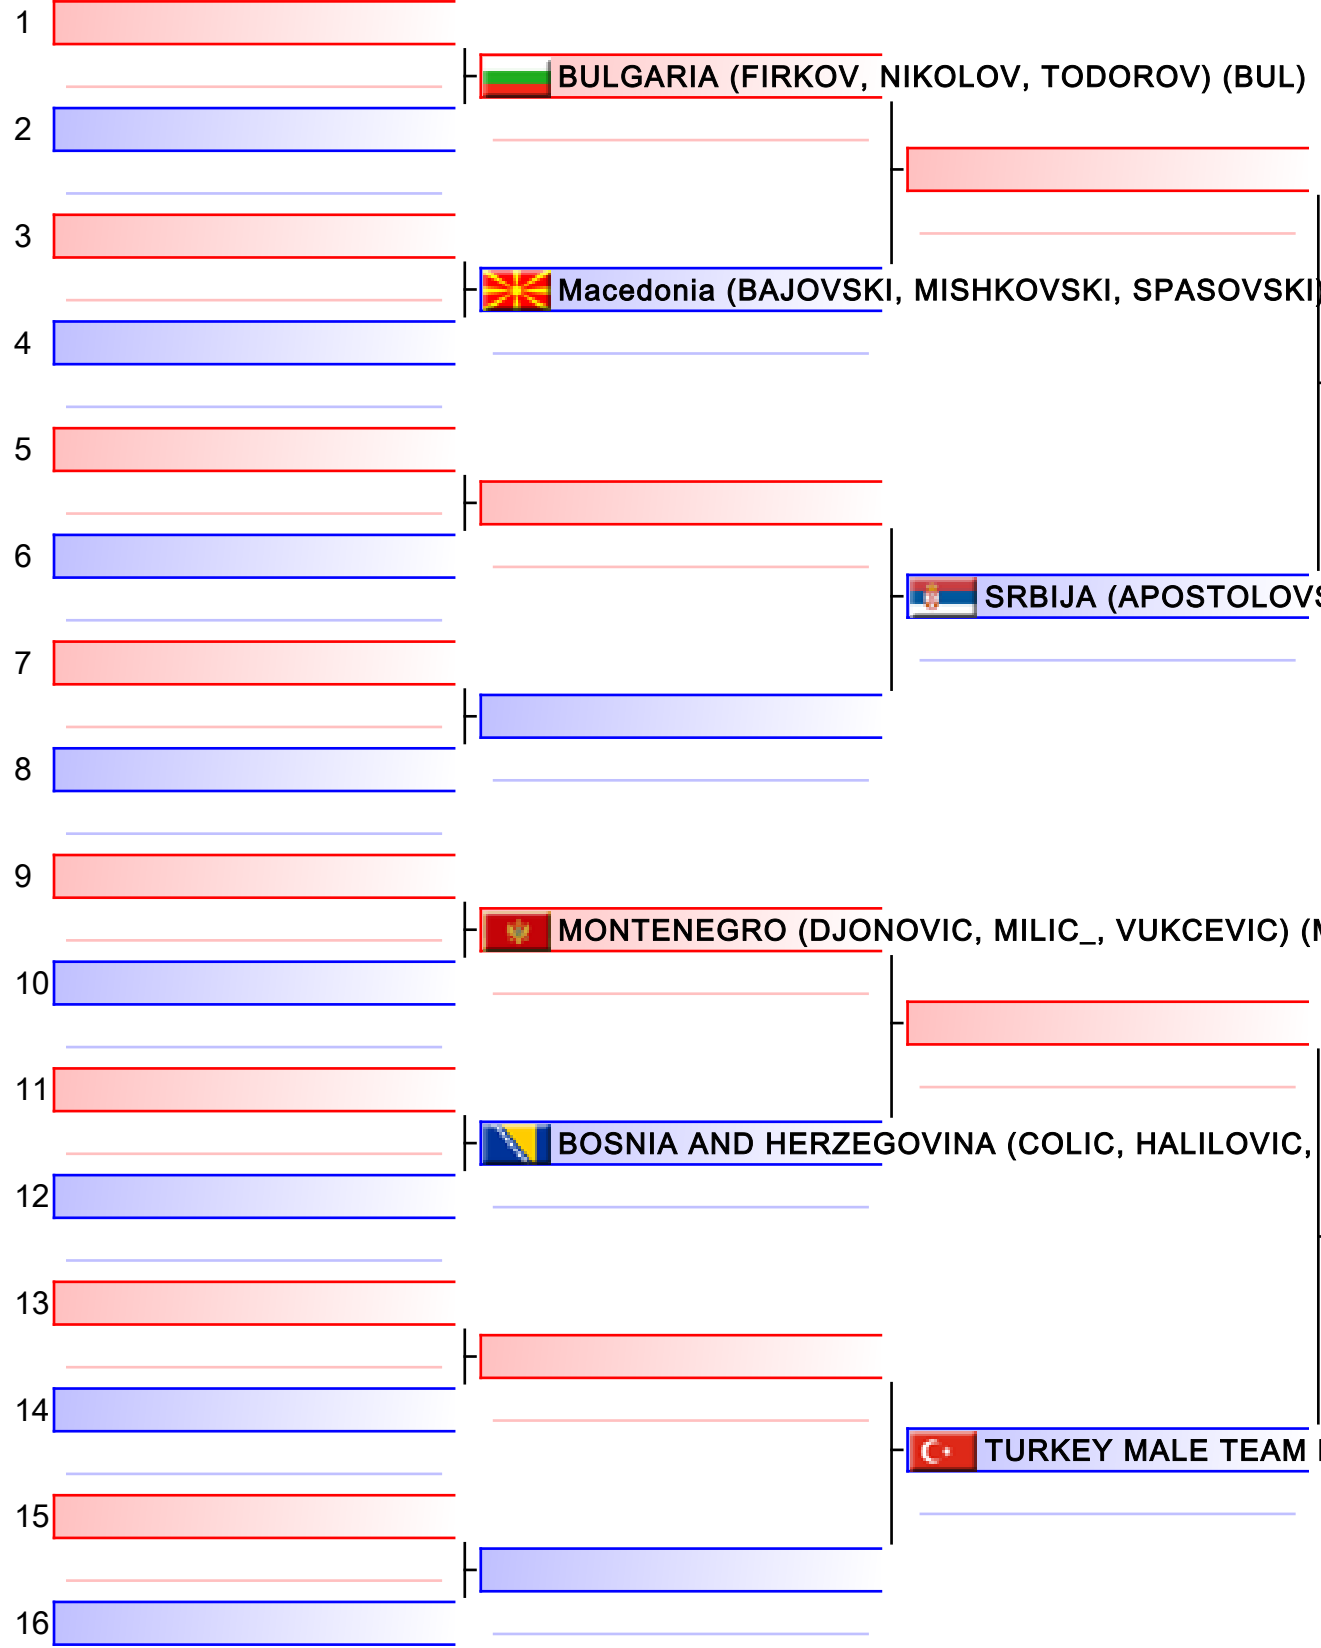 1
BULGARIA (FIRKOV, NIKOLOV, TODOROV) (BUL)
2
3
Macedonia (BAJOVSKI, MISHKOVSKI, SPASOVSKI)
4
5
6
SRBIJA (APOSTOLOVS
7
8
9
MONTENEGRO (DJONOVIC, MILIC_, VUKCEVIC) (M
10
11
BOSNIA AND HERZEGOVINA (COLIC, HALILOVIC,
12
13
14
TURKEY MALE TEAM
15
16